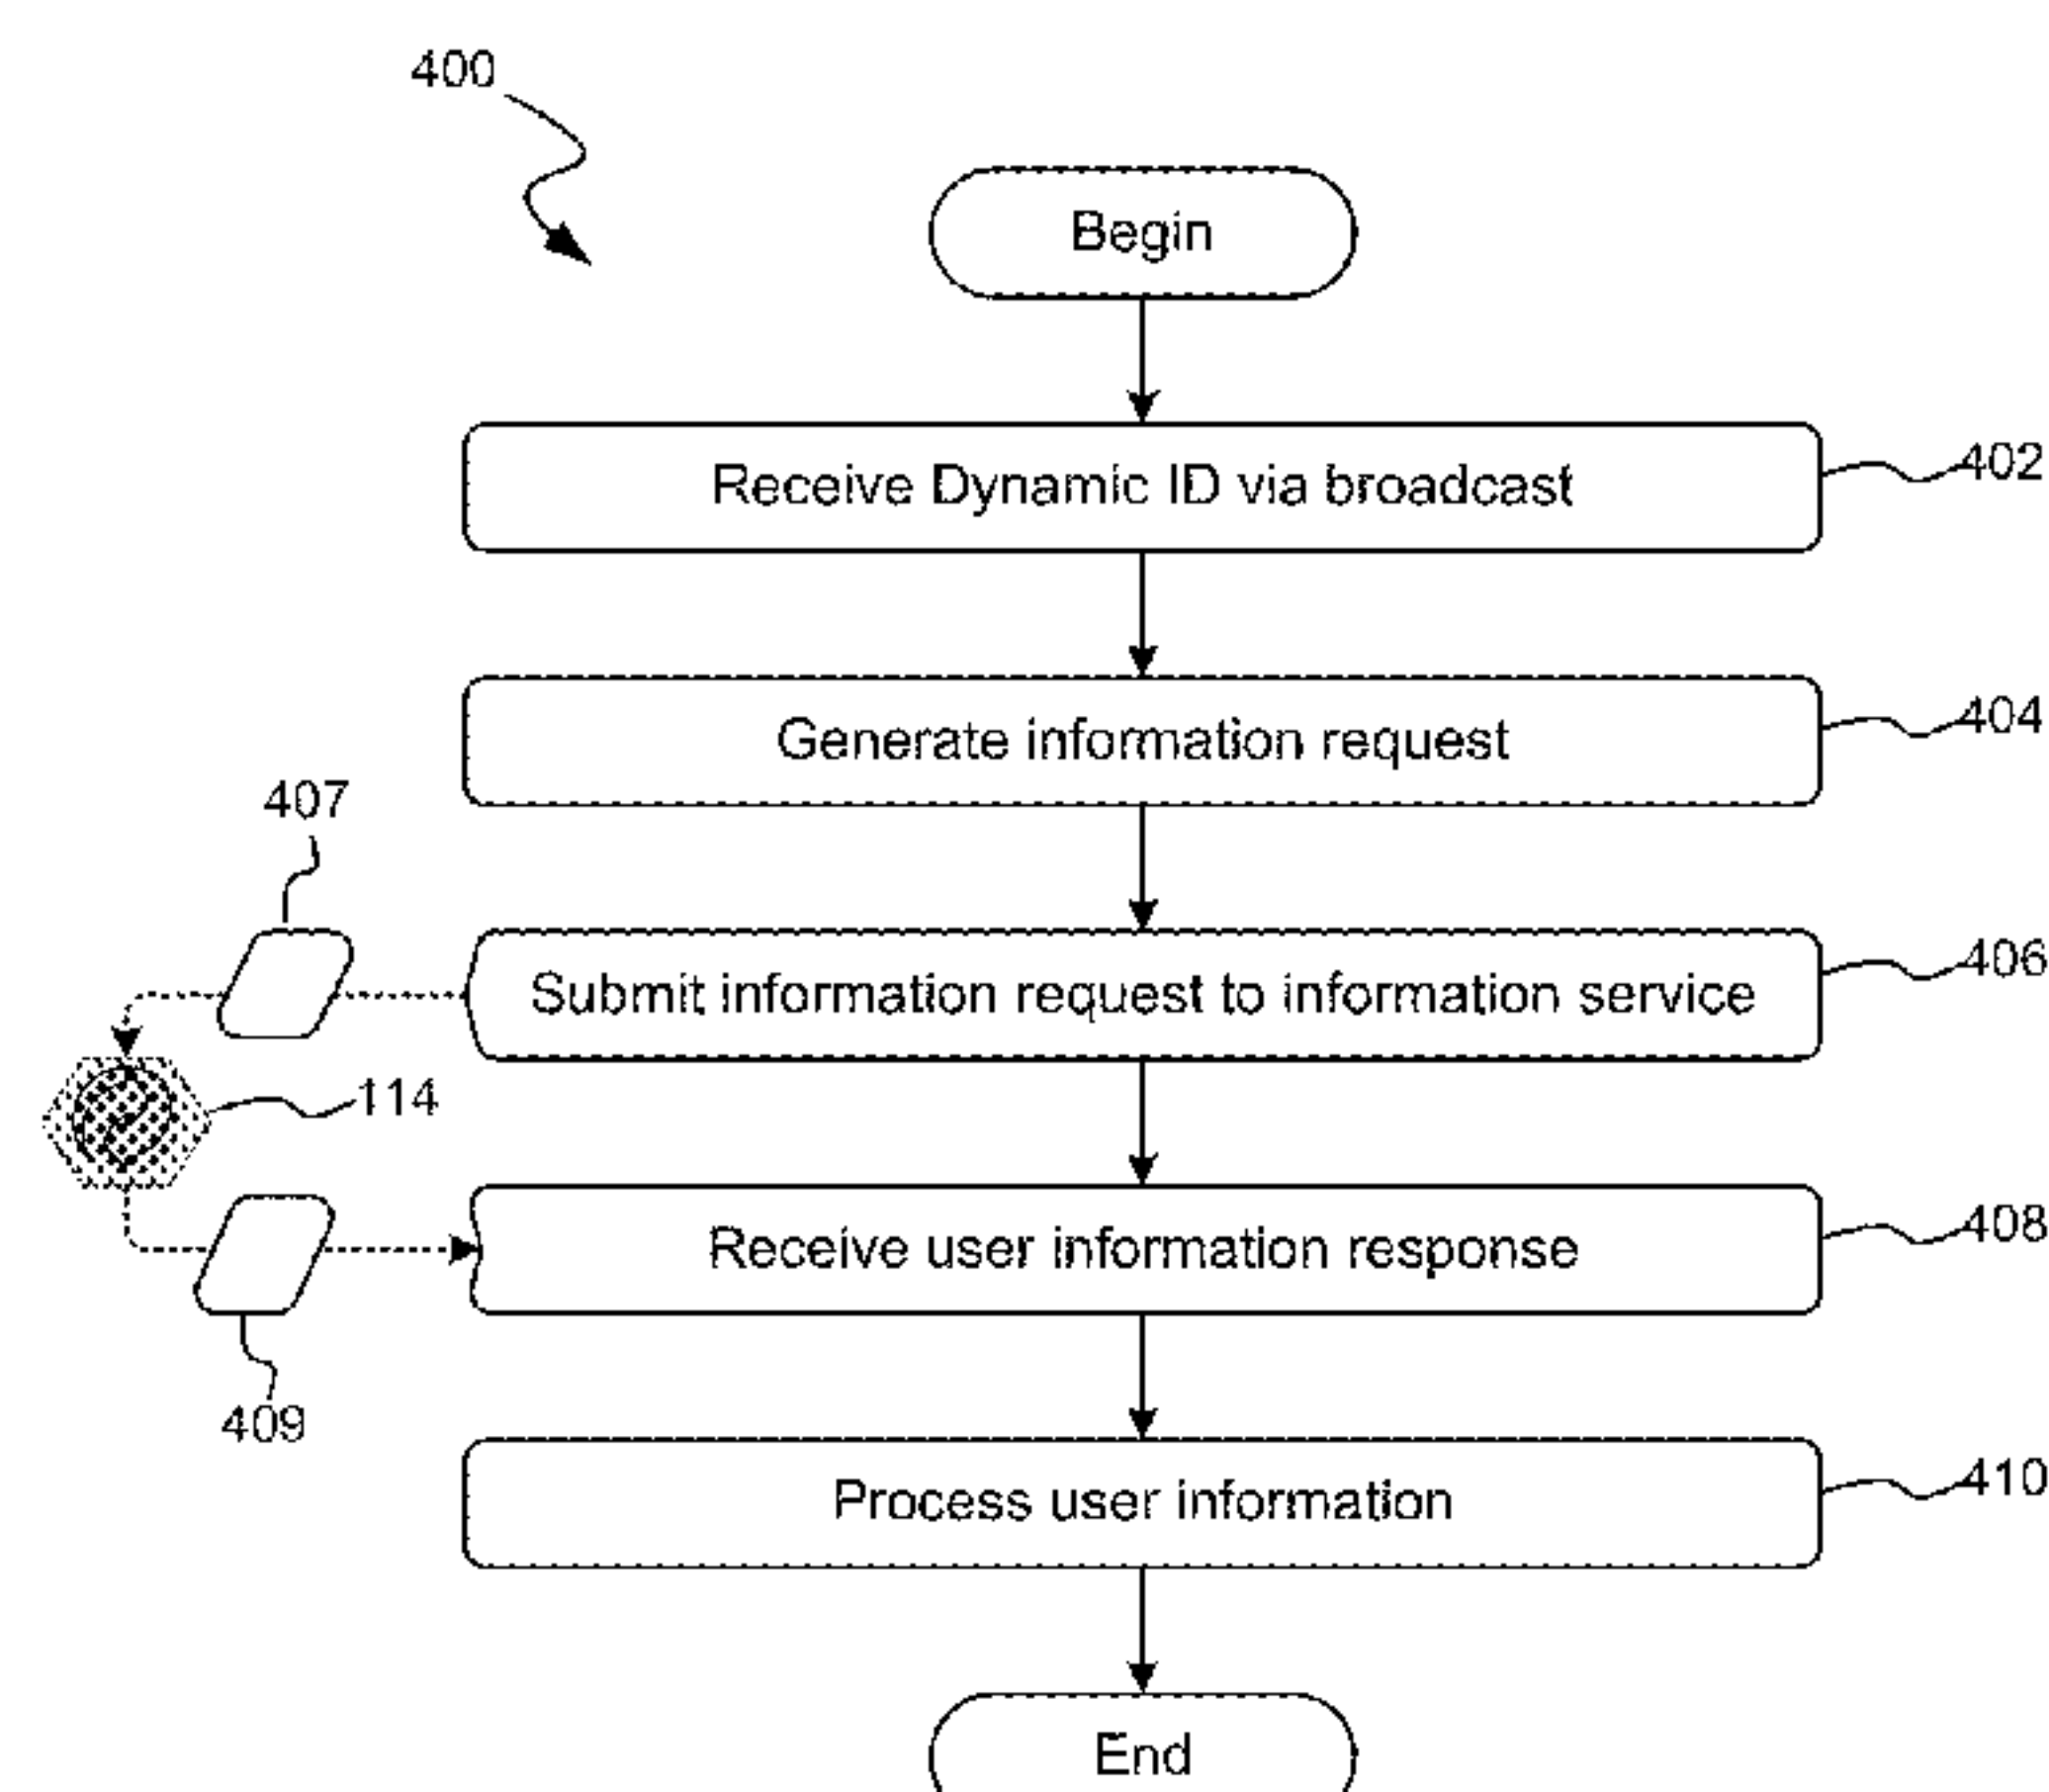 400
Begin
Receive Dynamic ID via broadcast
402
Generate information request
404
407
Submit information request to information service
406
114
Receive user information response
408
409
Process user information
410
End